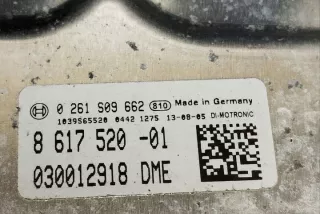 0 261 S09 662 810 Made in Germany
1039S65520 0442 1275 13-08-05 DI-MOTRONIC
8 617 520 -01
030012918 DME